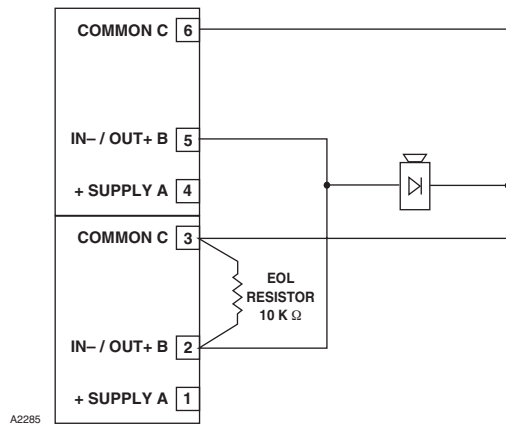 COMMON C 6
IN– / OUT+ B 5
+ SUPPLY A 4
COMMON C 3
EOL
RESISTOR
10 K Ω
IN– / OUT+ B 2
+ SUPPLY A 1
A2285